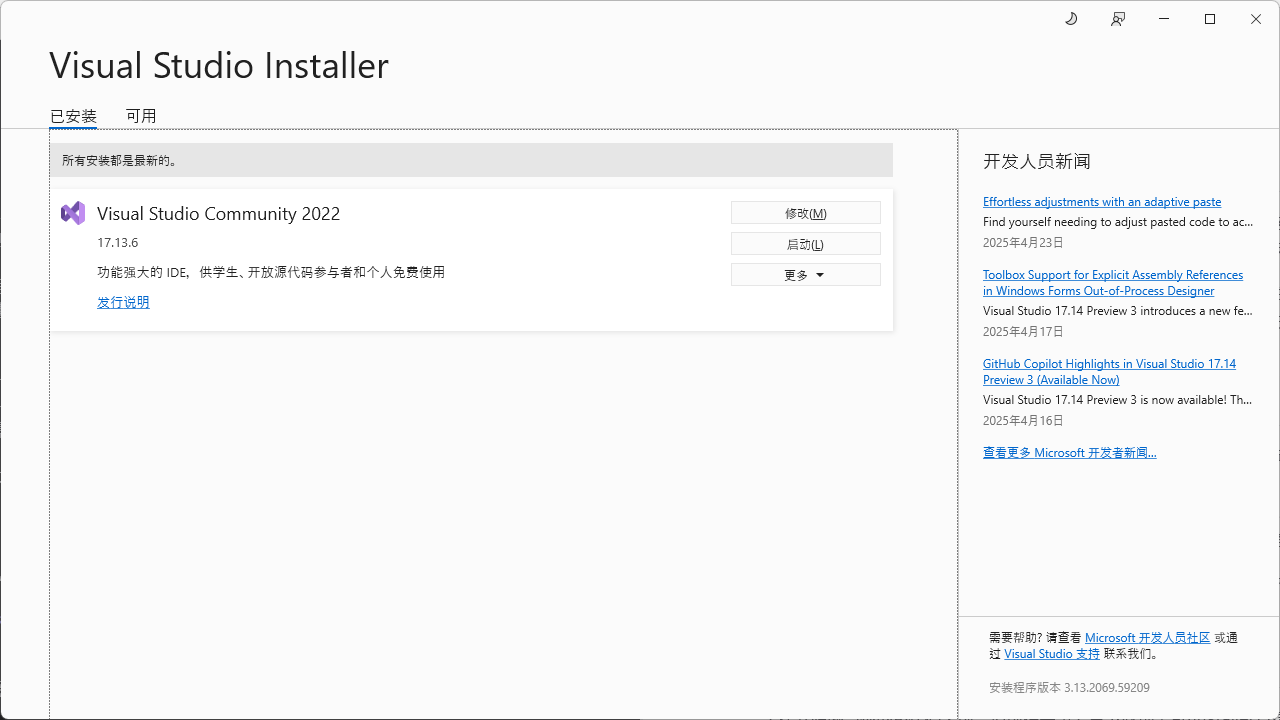 Visual Studio Installer
已安装
可用
所有安装都是最新的。
Visual Studio Community 2022
17.13.6
功能强大的 IDE，供学生、开放源代码参与者和个人免费使用
发行说明
修改(M)
启动(L)
更多
开发人员新闻
Effortless adjustments with an adaptive paste
Find yourself needing to adjust pasted code to ac...
2025年4月23日
Toolbox Support for Explicit Assembly References
in Windows Forms Out-of-Process Designer
Visual Studio 17.14 Preview 3 introduces a new fe...
2025年4月17日
GitHub Copilot Highlights in Visual Studio 17.14
Preview 3 (Available Now)
Visual Studio 17.14 Preview 3 is now available! Th...
2025年4月16日
查看更多 Microsoft 开发者新闻...
需要帮助? 请查看 Microsoft 开发人员社区 或通
过 Visual Studio 支持 联系我们。
安装程序版本 3.13.2069.59209